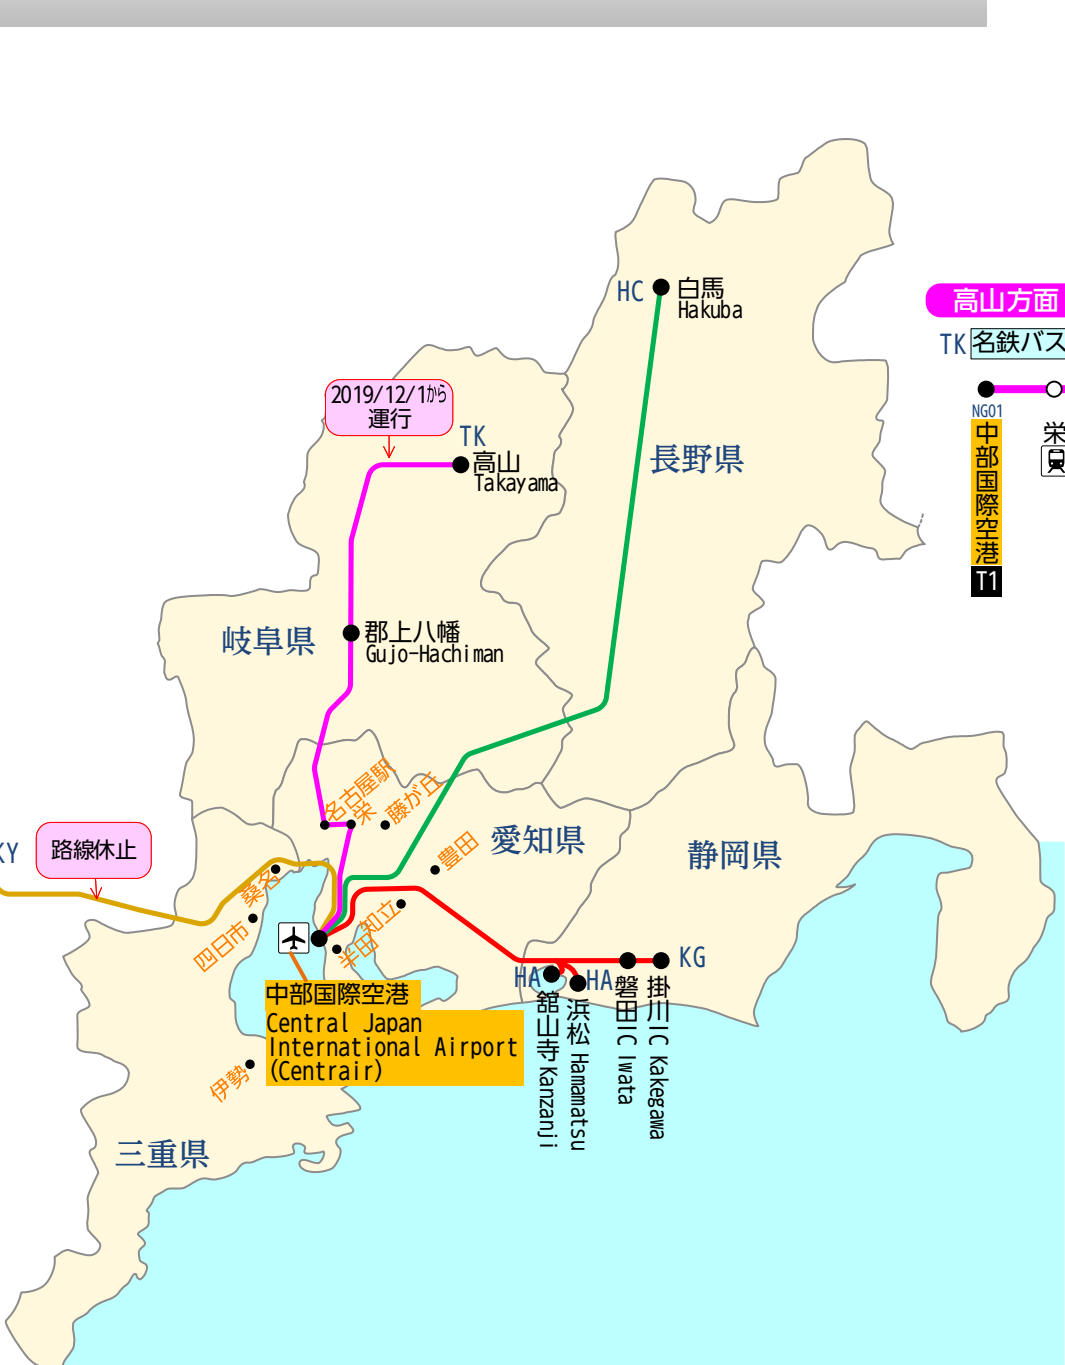 HC
白馬
Hakuba
高山方面
TK 名鉄バス
NG01
中部国際空港
T1
栄
2019/12/1から
運行
TK
高山
Takayama
長野県
岐阜県
郡上八幡
Gujo-Hachiman
名古屋駅
栄
藤が丘
豊田
愛知県
静岡県
KY
路線休止
桑名
四日市
知立
半田
中部国際空港
Central Japan
International Airport
(Centrair)
伊勢
三重県
HA
舘山寺 Kanzanji
HA
浜松 Hamamatsu
磐田IC Iwata
掛川IC Kakegawa
KG